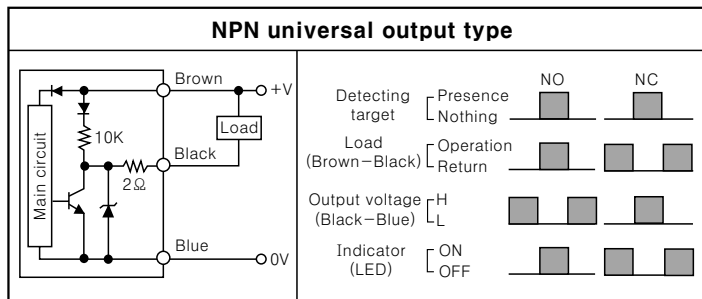 NPN universal output type
Brown
+V
Load
10K
Black
2Ω
Main circuit
Blue
0V
NO
NC
Detecting
target
Presence
Nothing
Load
(Brown−Black)
Operation
Return
Output voltage
(Black−Blue)
H
L
Indicator
(LED)
ON
OFF